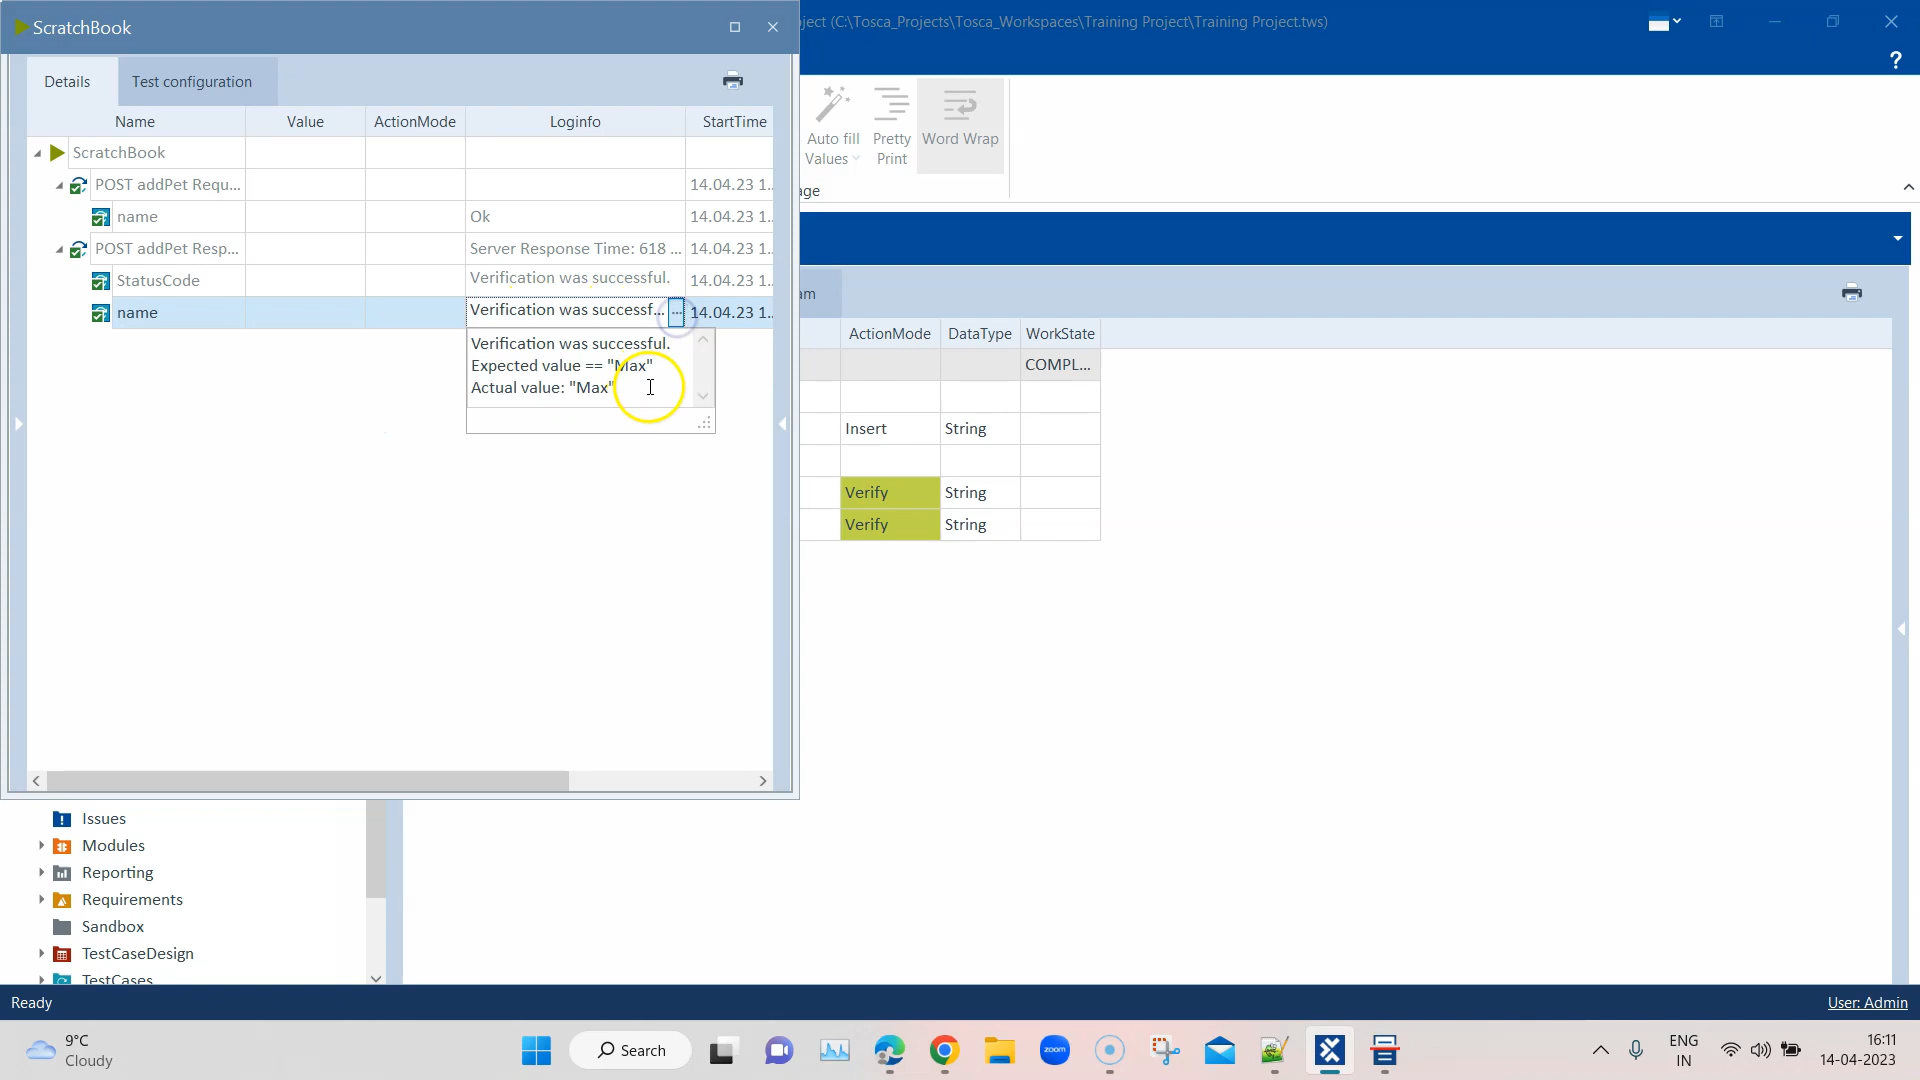 ScratchBook
ject (C:\Tosca_Projects\Tosca_Workspaces\Training Project\Training Project.tws)
?
Details
Test configuration
Name
Value
ActionMode
Loginfo
StartTime
ScratchBook
POST addPet Requ...
14.04.23 1..
name
Ok
14.04.23 1..
POST addPet Resp...
Server Response Time: 618 ...
14.04.23 1..
StatusCode
Verification was successful.
14.04.23 1..
name
Verification was successf...
...
14.04.23 1..
Verification was successful.
Expected value == "Max"
Actual value: "Max"
Auto fill
Values
Pretty
Print
Word Wrap
age
am
ActionMode
DataType
WorkState
COMPL...
Insert
String
Verify
String
Verify
String
Issues
Modules
Reporting
Requirements
Sandbox
TestCaseDesign
TestCases
Ready
User: Admin
9°C
Cloudy
Search
zoom
ENG
IN
16:11
14-04-2023